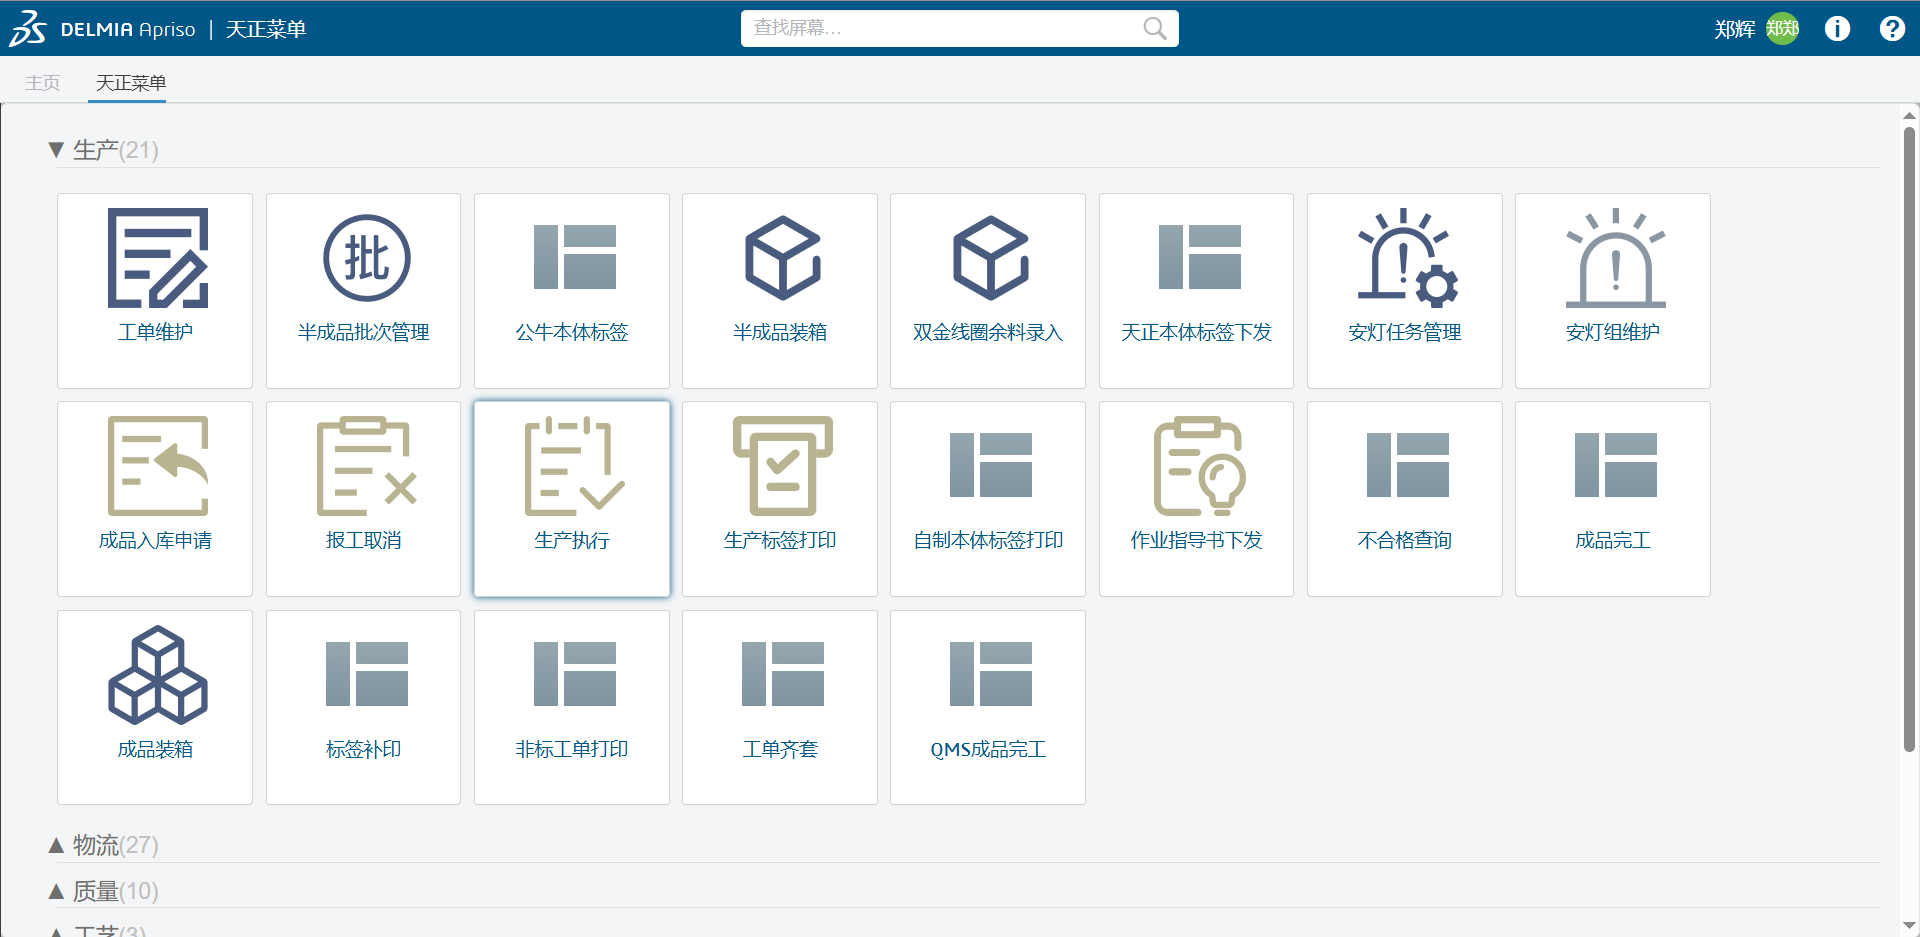 DELMIA Apriso | 天正菜单
查找屏幕...
郑辉 郑郑
主页 天正菜单
▼ 生产(21)
批
工单维护 半成品批次管理 公牛本体标签 半成品装箱 双金线圈余料录入 天正本体标签下发 安灯任务管理 安灯组维护
成品入库申请 报工取消 生产执行 生产标签打印 自制本体标签打印 作业指导书下发 不合格查询 成品完工
成品装箱 标签补印 非标工单打印 工单齐套 QMS成品完工
▲ 物流(27)
▲ 质量(10)
▲ 工艺(3)